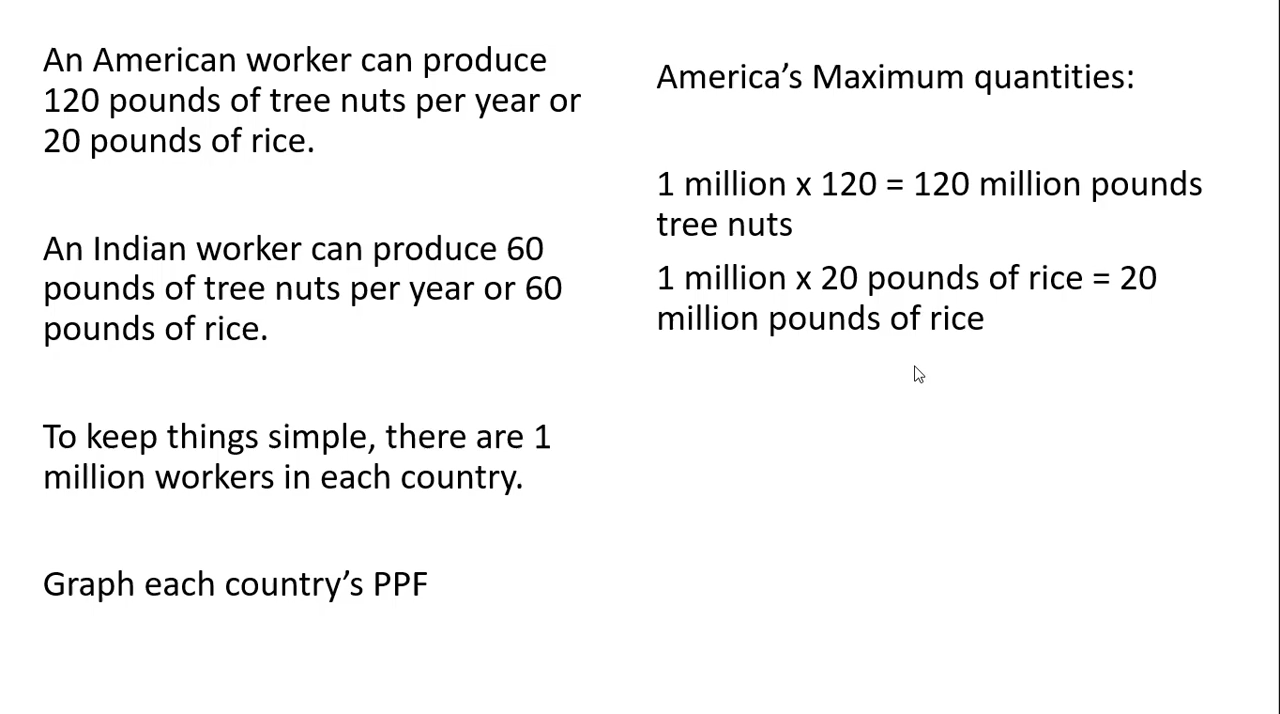 An American worker can produce
120 pounds of tree nuts per year or
20 pounds of rice.
An Indian worker can produce 60
pounds of tree nuts per year or 60
pounds of rice.
To keep things simple, there are 1
million workers in each country.
Graph each country’s PPF
America’s Maximum quantities:
1 million x 120 = 120 million pounds
tree nuts
1 million x 20 pounds of rice = 20
million pounds of rice